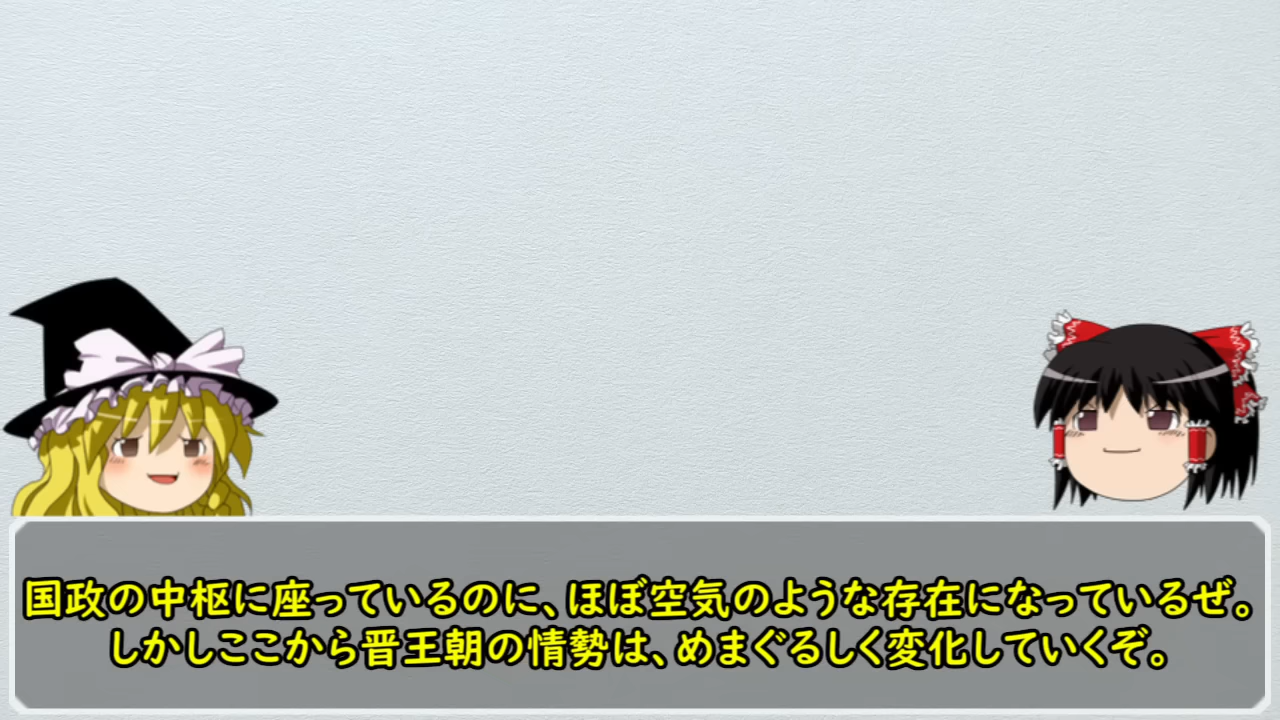 国政の中枢に座っているのに、ほぼ空気のような存在になっているぜ。
しかしここから晋王朝の情勢は、めまぐるしく変化していくぞ。